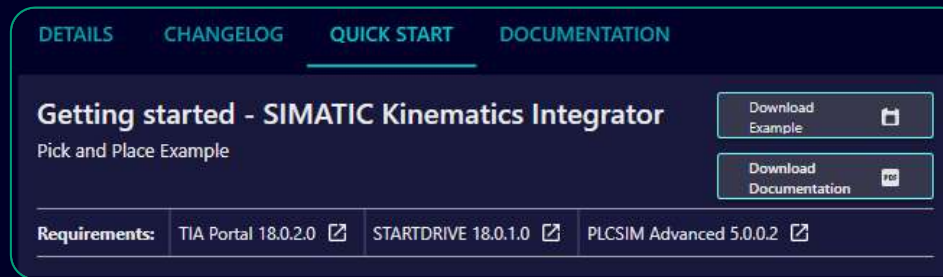 DETAILS CHANGELOG QUICK START DOCUMENTATION
Getting started - SIMATIC Kinematics Integrator
Pick and Place Example
Download
Example
Download
Documentation
PDF
Requirements: TIA Portal 18.0.2.0 STARTDRIVE 18.0.1.0 PLCSIM Advanced 5.0.0.2